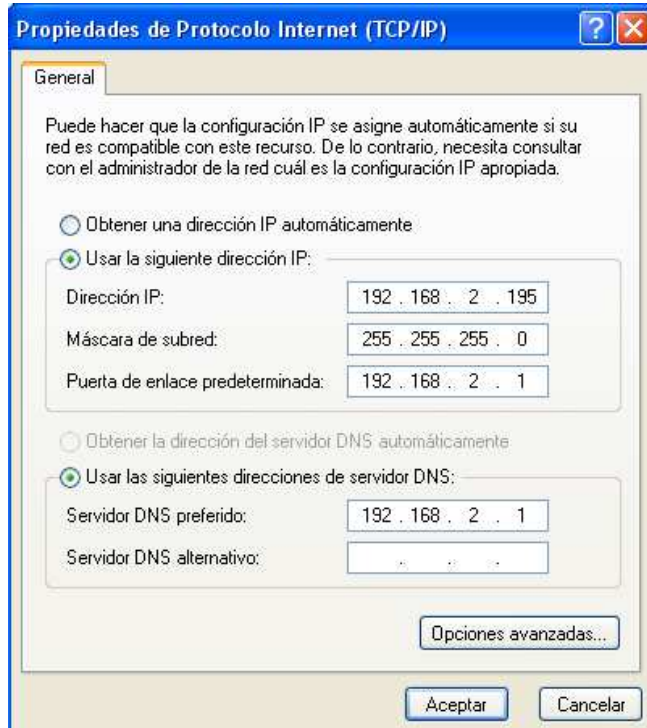 Propiedades de Protocolo Internet (TCP/IP)
General
Puede hacer que la configuración IP se asigne automáticamente si su
red es compatible con este recurso. De lo contrario, necesita consultar
con el administrador de la red cuál es la configuración IP apropiada.
Obtener una dirección IP automáticamente
Usar la siguiente dirección IP:
Dirección IP: 192 . 168 . 2 . 195
Máscara de subred: 255 . 255 . 255 . 0
Puerta de enlace predeterminada: 192 . 168 . 2 . 1
Obtener la dirección del servidor DNS automáticamente
Usar las siguientes direcciones de servidor DNS:
Servidor DNS preferido: 192 . 168 . 2 . 1
Servidor DNS alternativo: . . .
Opciones avanzadas...
Aceptar Cancelar